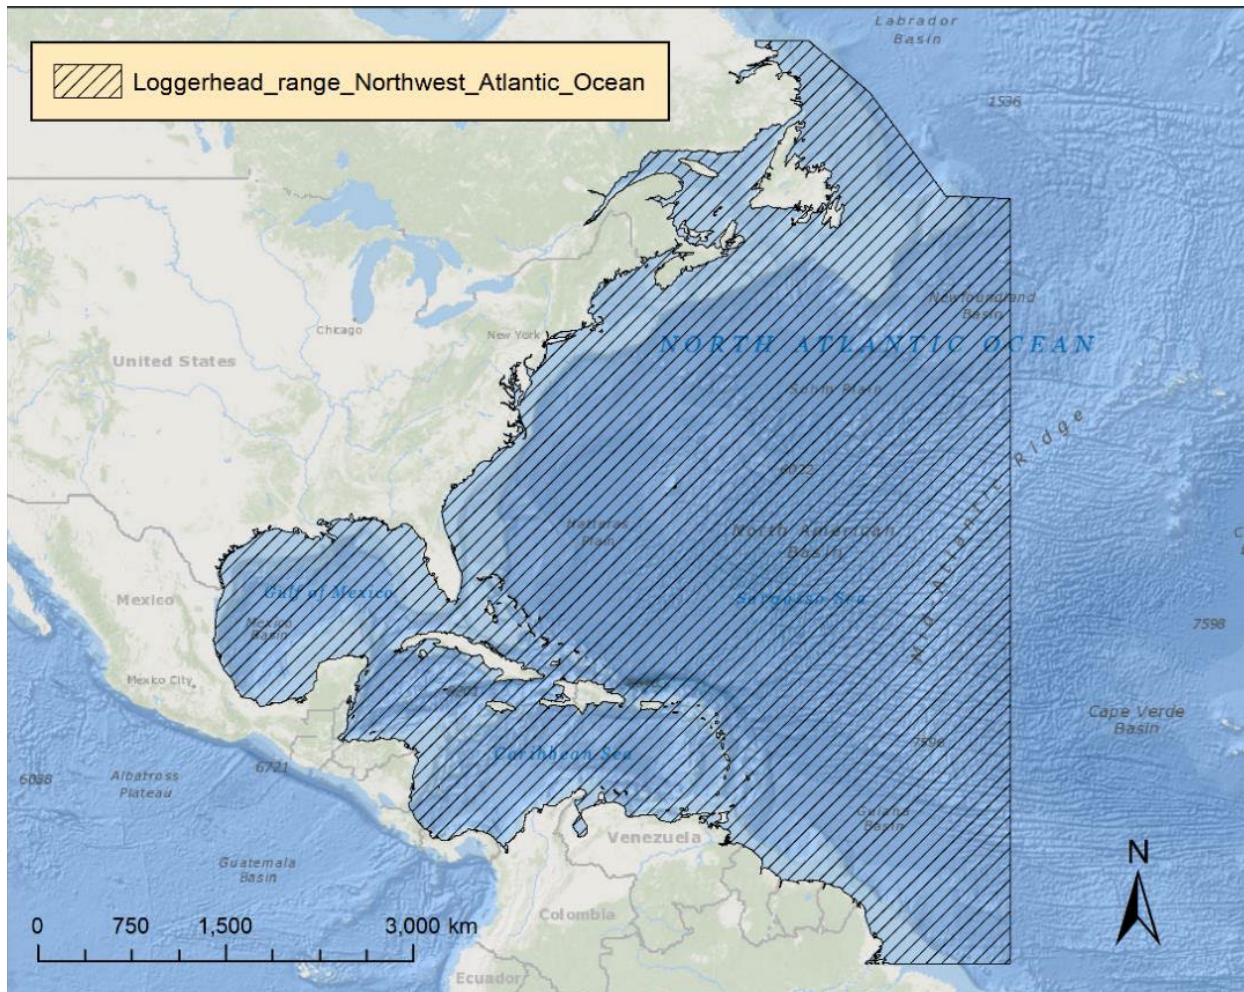 Labrador
Basin
Loggerhead_range_Northwest_Atlantic_Ocean
1536
Newfoundland
Basin
Chicago
New York
NORTH ATLANTIC OCEAN
United States
Sohm Plain
Mid-Atlantic Ridge
6022
Hatteras
Plain
North American
Basin
Gulf of Mexico
Sargasso Sea
Mexico
Mexico
Basin
7598
Mexico City
Cape Verde
Basin
Caribbean Sea
7596
6038
Albatross
Plateau
6721
Guiana
Basin
Venezuela
N
Guatemala
Basin
Colombia
0 750 1,500 3,000 km
Ecuador